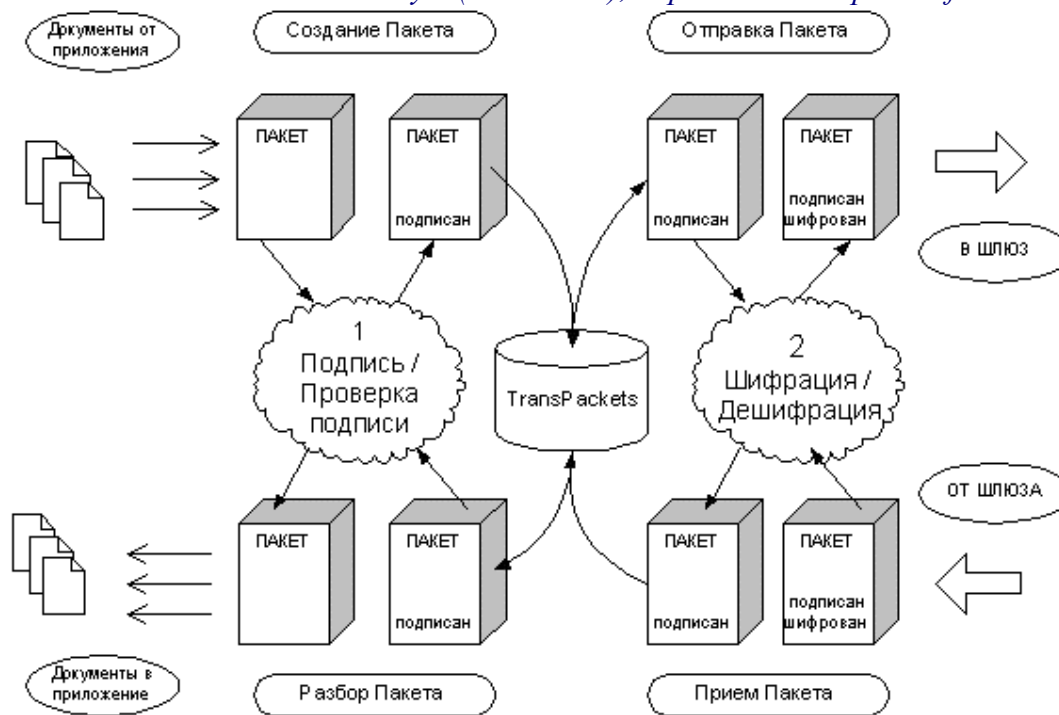 Документы от
приложения
Создание Пакета
Отправка Пакета
ПАКЕТ
ПАКЕТ
подписан
ПАКЕТ
подписан
ПАКЕТ
подписан
шифрован
В ШЛЮЗ
1
Подпись /
Проверка
подписи
TransPackets
2
Шифрация /
Дешифрация
ОТ ШЛЮЗА
ПАКЕТ
ПАКЕТ
подписан
ПАКЕТ
подписан
ПАКЕТ
подписан
шифрован
Документы в
приложение
Разбор Пакета
Прием Пакета